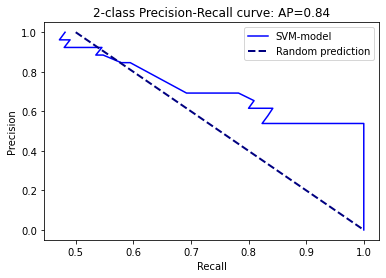 2-class Precision-Recall curve: AP=0.84
SVM-model
Random prediction
Precision
1.0
0.8
0.6
0.4
0.2
0.0
0.5
0.6
0.7
0.8
0.9
1.0
Recall